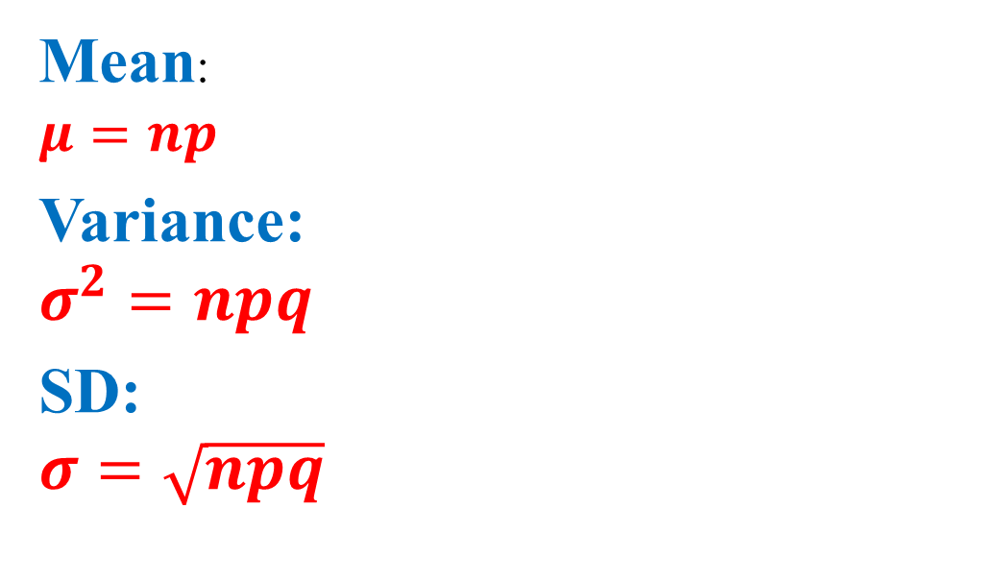 Mean:
μ = np
Variance:
σ² = npq
SD:
σ = √npq